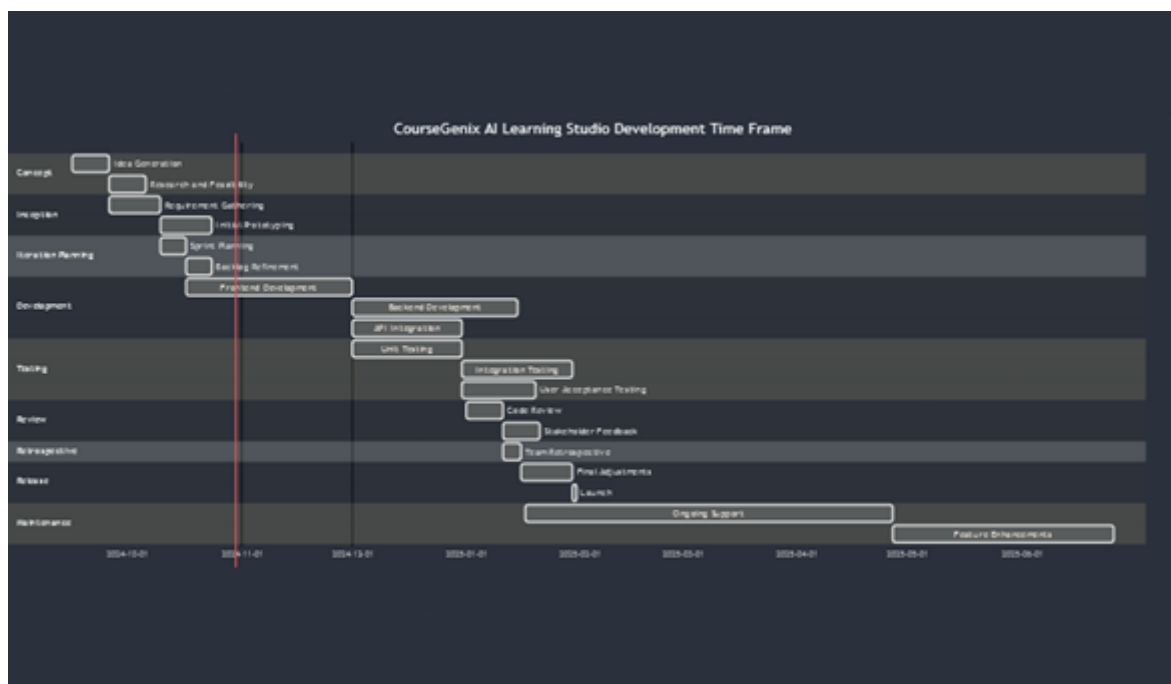 CourseGenix AI Learning Studio Development Time Frame
Concept
Idea Generation
Research and Feasibility
Inception
Requirement Gathering
Initial Prototyping
Iteration Planning
Sprint Planning
Backlog Refinement
Development
Frontend Development
Backend Development
API Integration
Testing
Unit Testing
Integration Testing
User Acceptance Testing
Review
Code Review
Stakeholder Feedback
Retrospective
Team Retrospective
Release
Final Adjustments
Launch
Maintenance
Ongoing Support
Feature Enhancements
2024-10-01 2024-11-01 2024-12-01 2025-01-01 2025-02-01 2025-03-01 2025-04-01 2025-05-01 2025-06-01